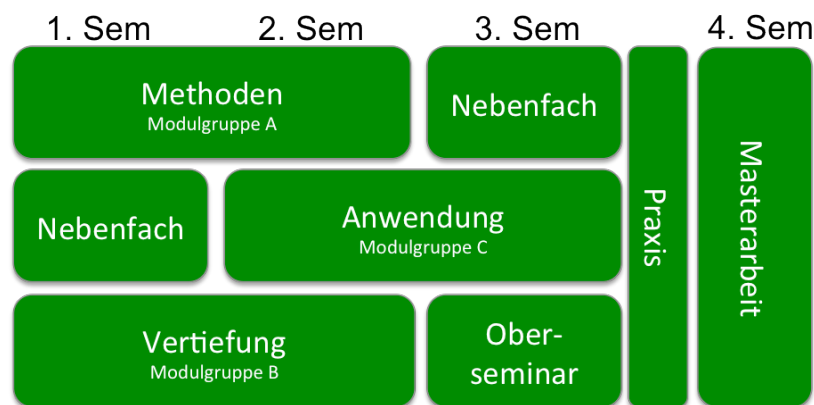 1. Sem 2. Sem 3. Sem 4. Sem
Methoden
Modulgruppe A
Nebenfach
Nebenfach
Anwendung
Modulgruppe C
Vertiefung
Modulgruppe B
Ober-
seminar
Praxis
Masterarbeit